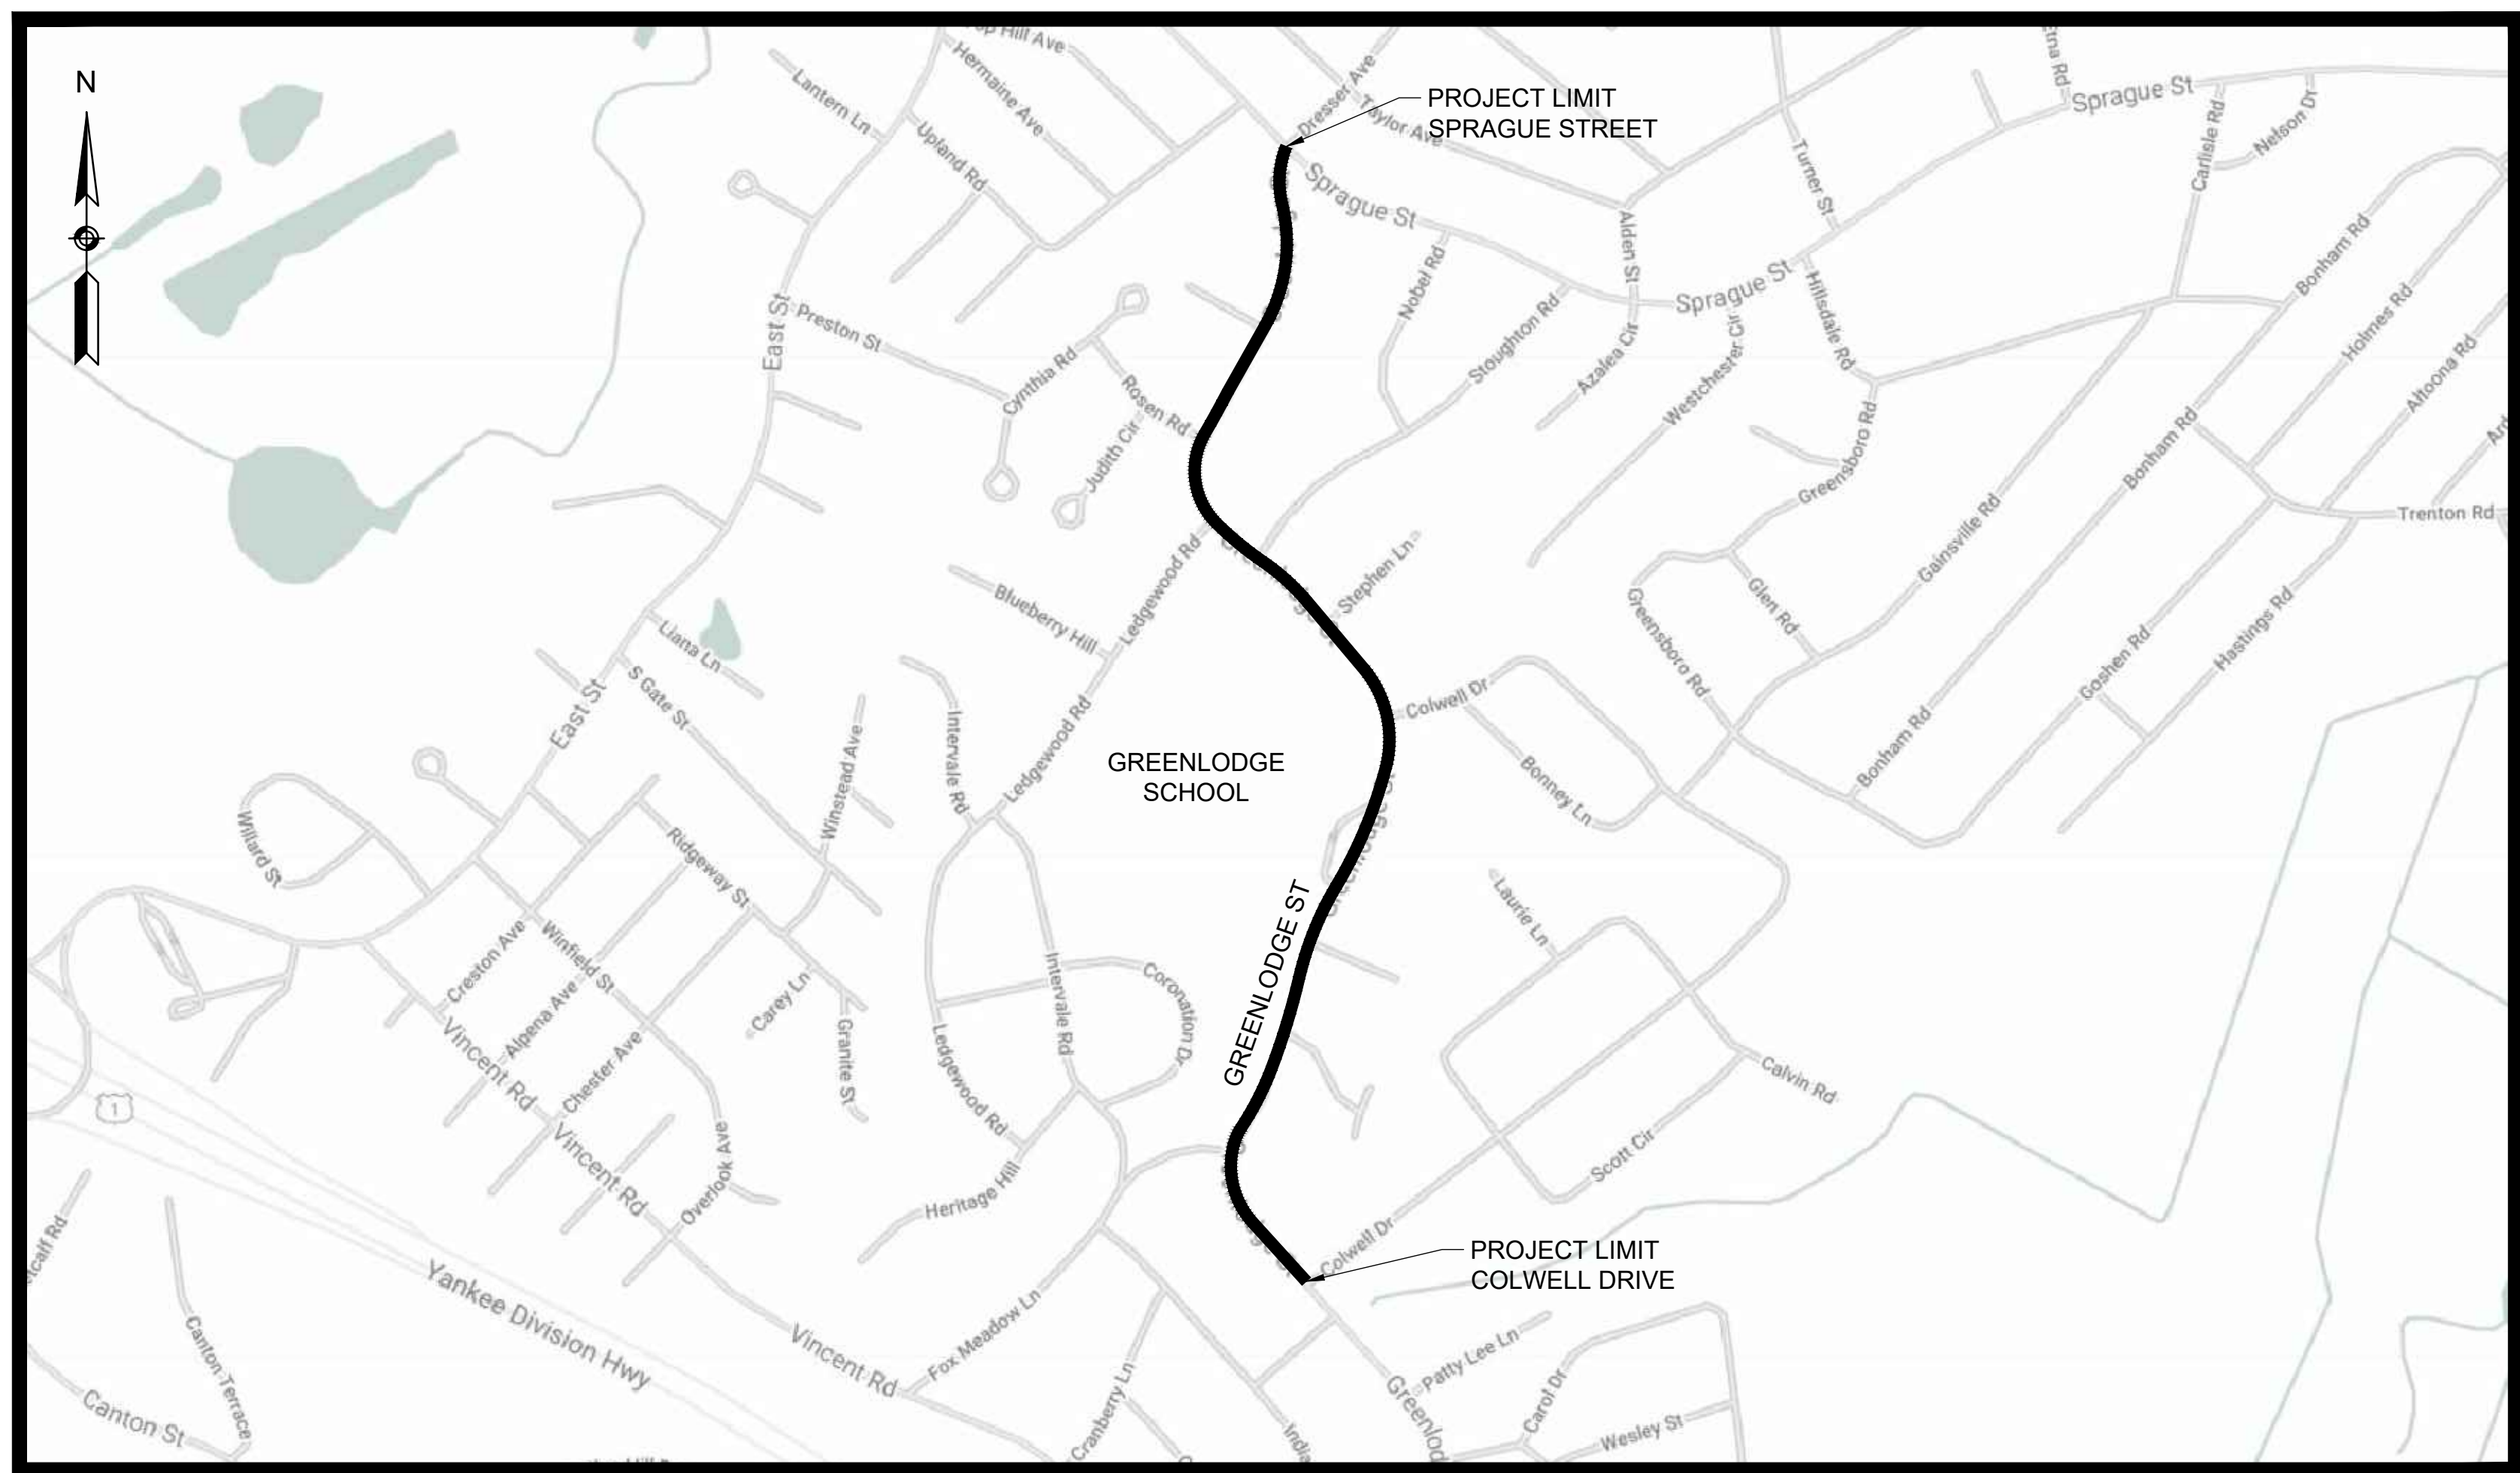 N
Lantern Ln
Hermaine Ave
Hill Ave
Upland Rd
Dresser Ave
Taylor Ave
PROJECT LIMIT
SPRAGUE STREET
Etna Rd
Sprague St
Carlisle Rd
Nelson Dr
Turner St
Sprague St
Alden St
Bonham Rd
East St
Preston St
Cynthia Rd
Rosen Rd
Judith Cir
Nobel Rd
Stoughton Rd
Azalea Cir
Sprague St
Westchester Cir
Hillsdale Rd
Holmes Rd
Altoona Rd
Greensboro Rd
Bonham Rd
Trenton Rd
Gainsville Rd
Ledgewood Rd
Blueberry Hill
Stephen Ln
Liana Ln
S Gate St
East St
Glen Rd
Greensboro Rd
Goshen Rd
Hastings Rd
Colwell Dr
Bonney Ln
Bonham Rd
Intervale Rd
Ledgewood Rd
Winstead Ave
GREENLODGE
SCHOOL
Willard St
Ridgeway St
Laurie Ln
GREENLODGE ST
Creston Ave
Winfield St
Alpena Ave
Chester Ave
Vincent Rd
Carey Ln
Granite St
Ledgewood Rd
Intervale Rd
Coronation Dr
Calvin Rd
Scott Cir
1
Vincent Rd
Overlook Ave
Heritage Hill
Colwell Dr
PROJECT LIMIT
COLWELL DRIVE
Yankee Division Hwy
Canton Terrace
Canton St
Vincent Rd
Fox Meadow Ln
Cranberry Ln
Patty Lee Ln
Carol Dr
Wesley St
Greenlod